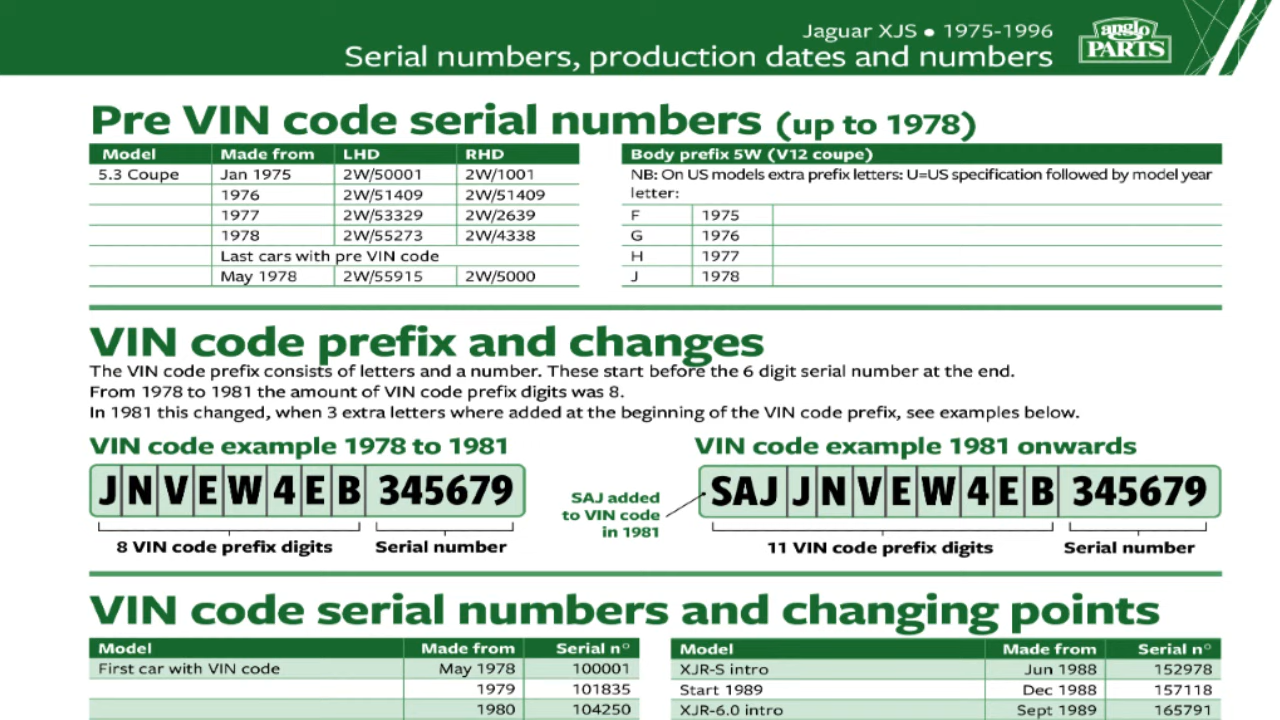 Jaguar XJS • 1975-1996
Serial numbers, production dates and numbers
anglo
PARTS
Pre VIN code serial numbers (up to 1978)
Model Made from LHD RHD
5.3 Coupe Jan 1975 2W/50001 2W/1001
1976 2W/51409 2W/51409
1977 2W/53329 2W/2639
1978 2W/55273 2W/4338
Last cars with pre VIN code
May 1978 2W/55915 2W/5000
Body prefix 5W (V12 coupe)
NB: On US models extra prefix letters: U=US specification followed by model year
letter:
F 1975
G 1976
H 1977
J 1978
VIN code prefix and changes
The VIN code prefix consists of letters and a number. These start before the 6 digit serial number at the end.
From 1978 to 1981 the amount of VIN code prefix digits was 8.
In 1981 this changed, when 3 extra letters where added at the beginning of the VIN code prefix, see examples below.
VIN code example 1978 to 1981
J N V E W 4 E B 345679
8 VIN code prefix digits Serial number
VIN code example 1981 onwards
SAJ added
to VIN code
in 1981
SAJ J N V E W 4 E B 345679
11 VIN code prefix digits Serial number
VIN code serial numbers and changing points
Model Made from Serial n°
First car with VIN code May 1978 100001
1979 101835
1980 104250
Model Made from Serial n°
XJR-S intro Jun 1988 152978
Start 1989 Dec 1988 157118
XJR-6.0 intro Sept 1989 165791